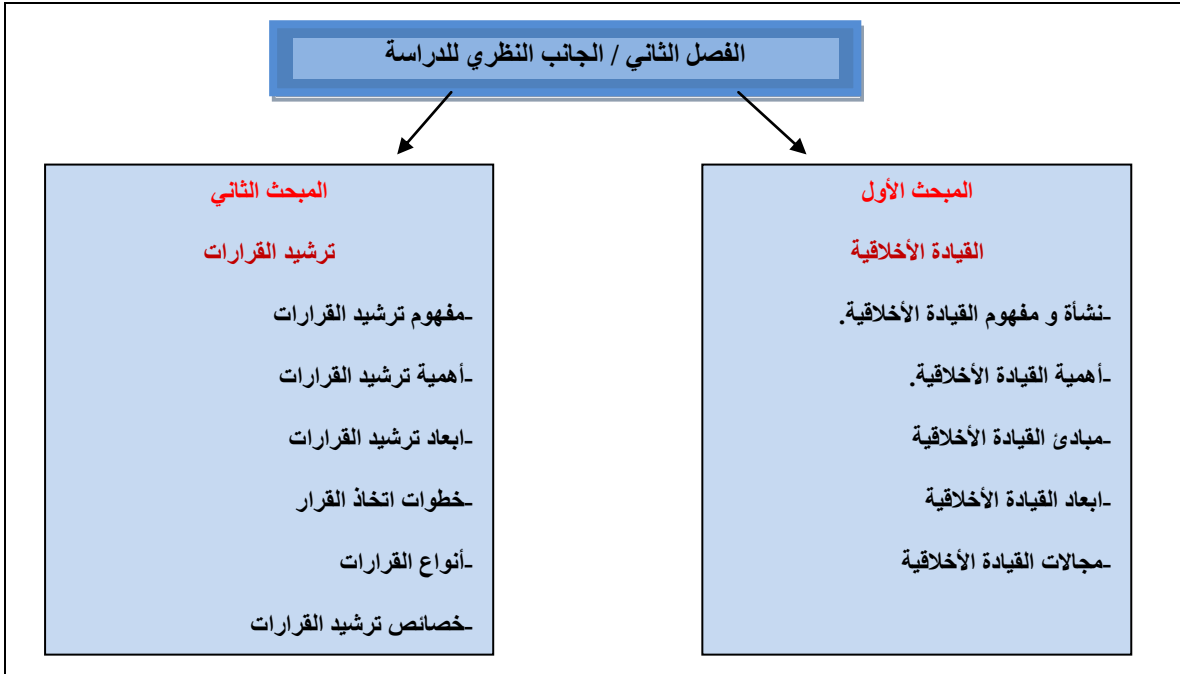 الفصل الثاني / الجانب النظري للدراسة
المبحث الأول
القيادة الأخلاقية
-نشأة و مفهوم القيادة الأخلاقية.
-أهمية القيادة الأخلاقية.
-مبادئ القيادة الأخلاقية
-ابعاد القيادة الأخلاقية
-مجالات القيادة الأخلاقية
المبحث الثاني
ترشيد القرارات
-مفهوم ترشيد القرارات
-أهمية ترشيد القرارات
-ابعاد ترشيد القرارات
-خطوات اتخاذ القرار
-أنواع القرارات
-خصائص ترشيد القرارات